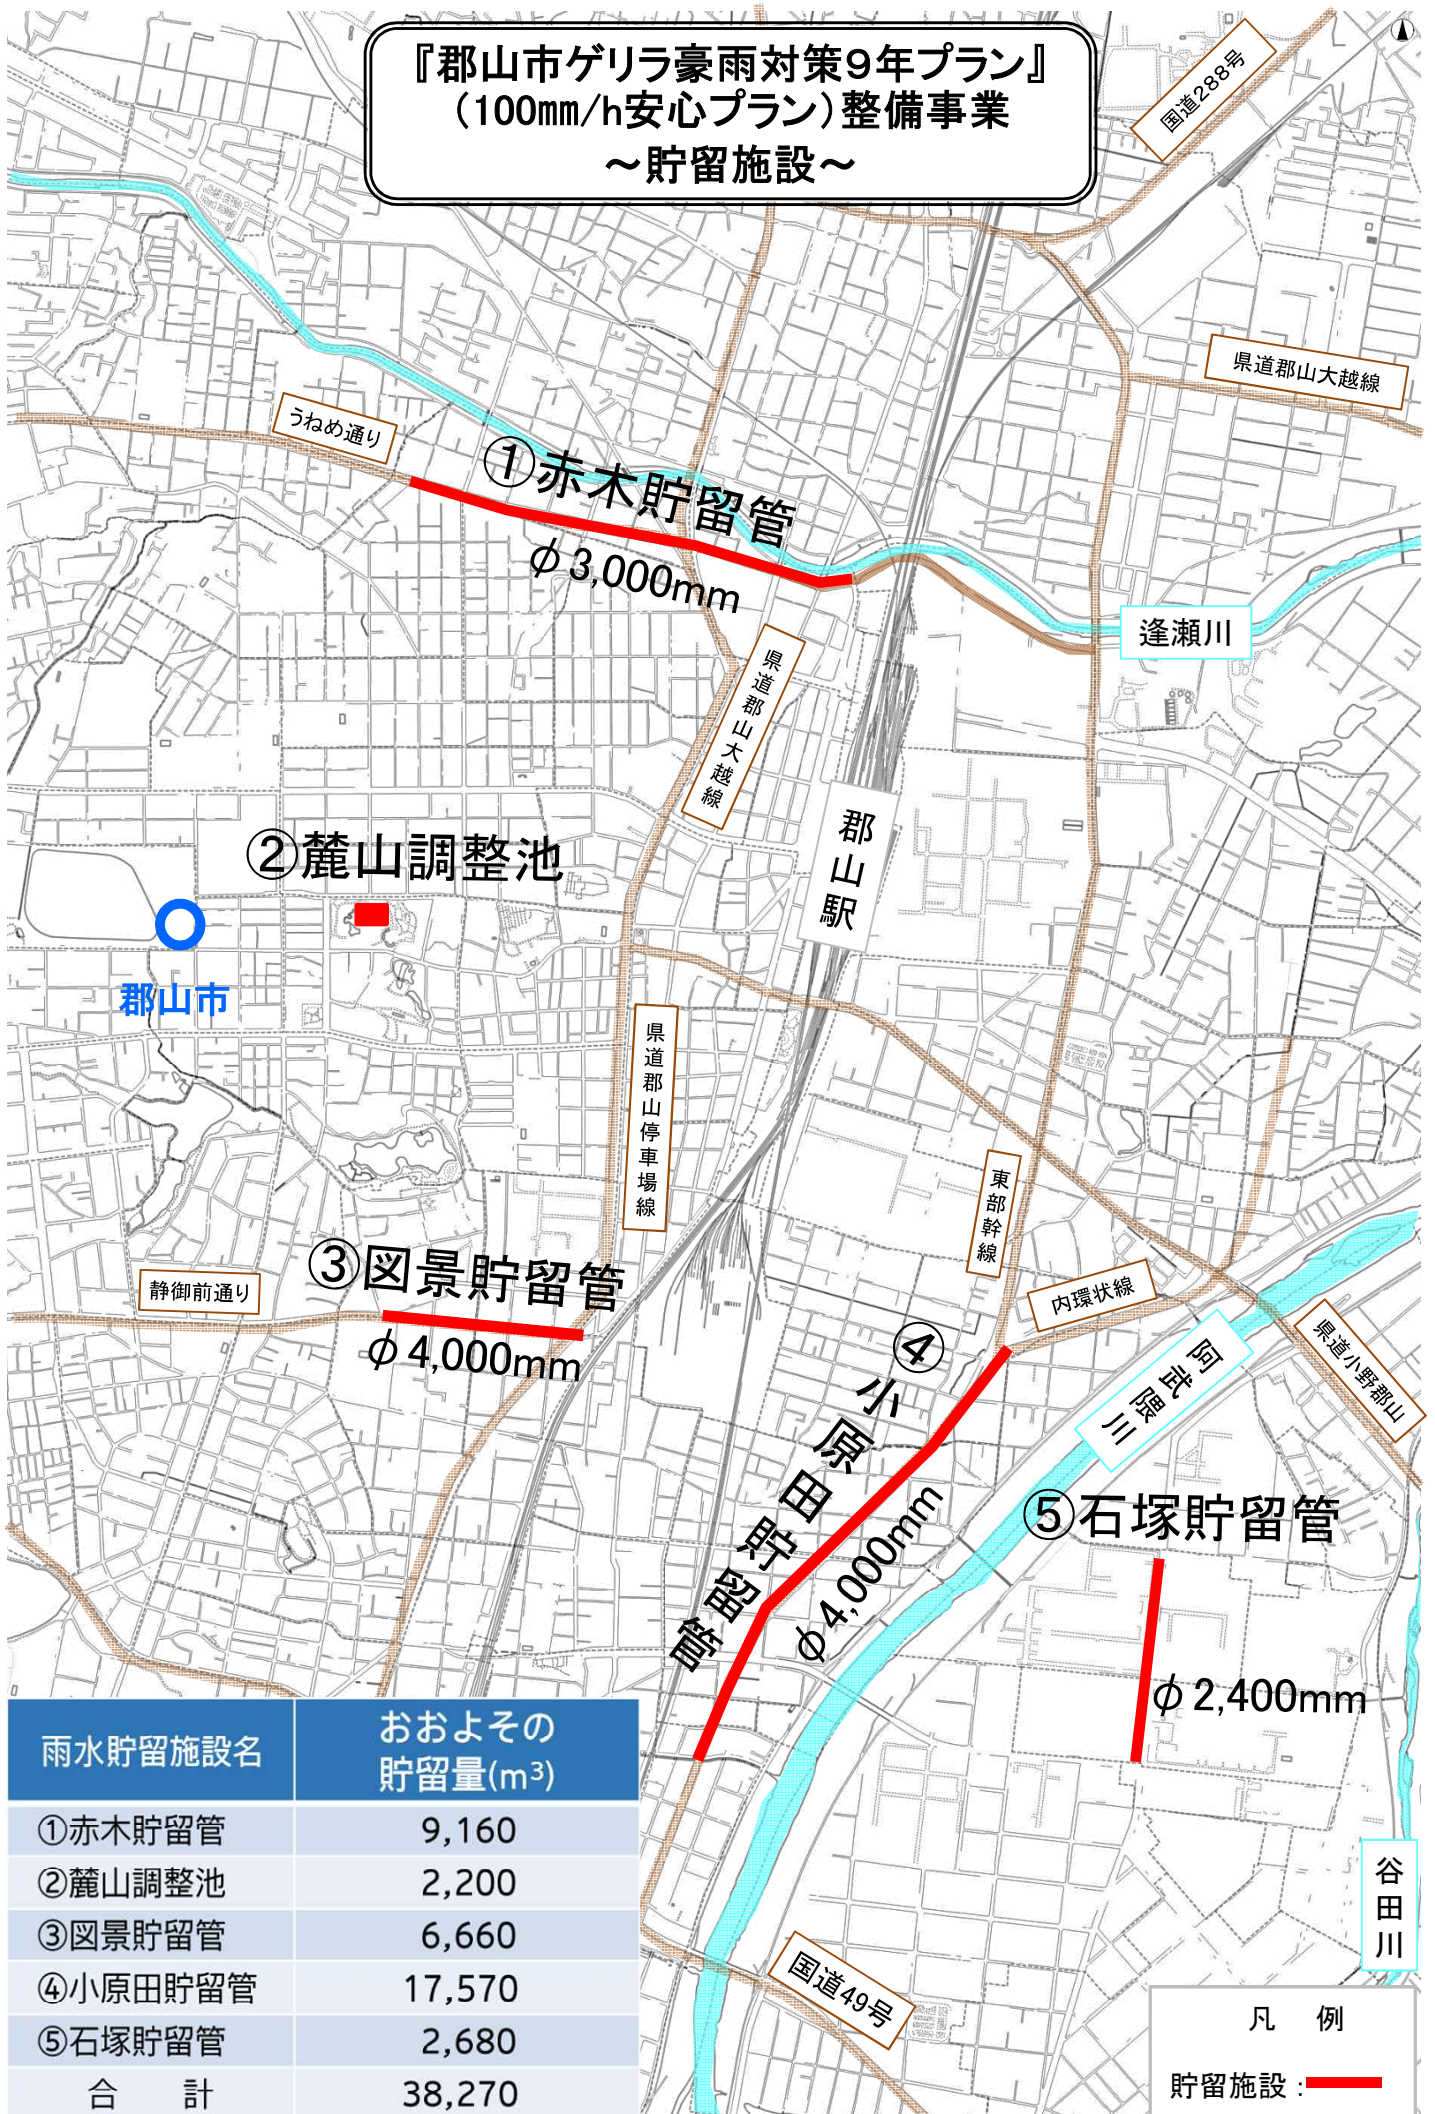 『郡山市ゲリラ豪雨対策9年プラン』
(100㎜/h安心プラン)整備事業
～貯留施設～
国道288号
県道郡山大越線
うねめ通り
①赤木貯留管
φ3,000mm
逢瀬川
県道郡山大越線
郡山駅
②麓山調整池
郡山市
県道郡山停車場線
東部幹線
③図景貯留管
静御前通り
φ4,000mm
内環状線
県道小野郡山
阿武隈川
④小原田貯留管
φ4,000mm
⑤石塚貯留管
φ2,400mm
谷田川
国道49号
雨水貯留施設名 おおよその
貯留量(m³)
①赤木貯留管 9,160
②麓山調整池 2,200
③図景貯留管 6,660
④小原田貯留管 17,570
⑤石塚貯留管 2,680
合 計 38,270
凡 例
貯留施設：